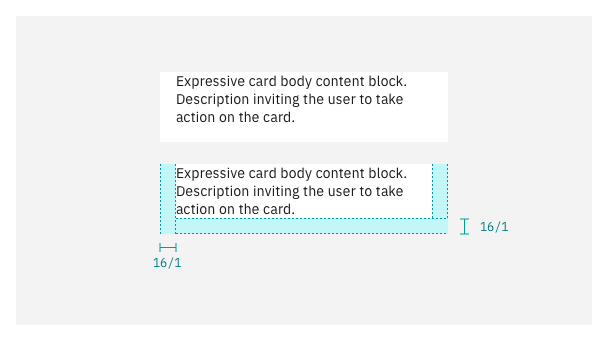 Expressive card body content block.
Description inviting the user to take
action on the card.
Expressive card body content block.
Description inviting the user to take
action on the card.
16/1
16/1